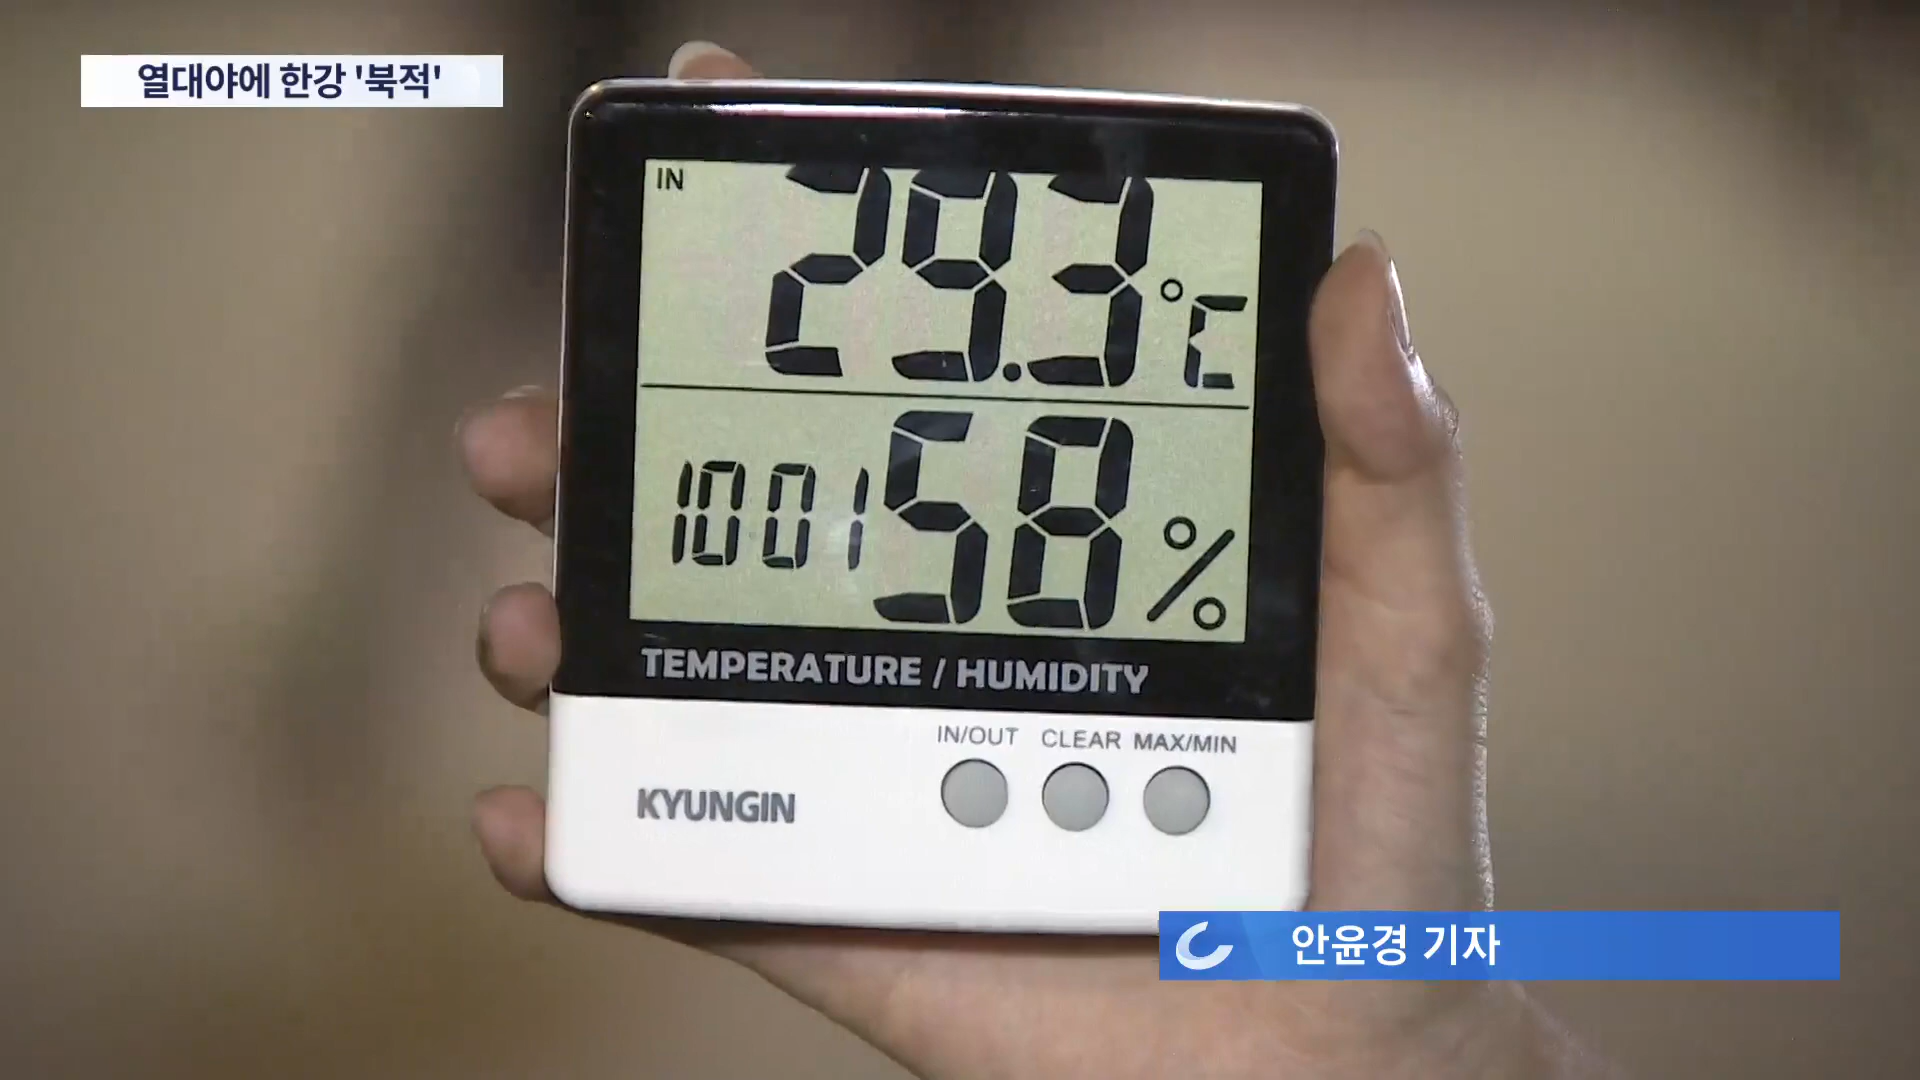 열대야에 한강 '북적'
IN
29.3 °C
1001 58 %
TEMPERATURE / HUMIDITY
IN/OUT CLEAR MAX/MIN
KYUNGIN
안윤경 기자